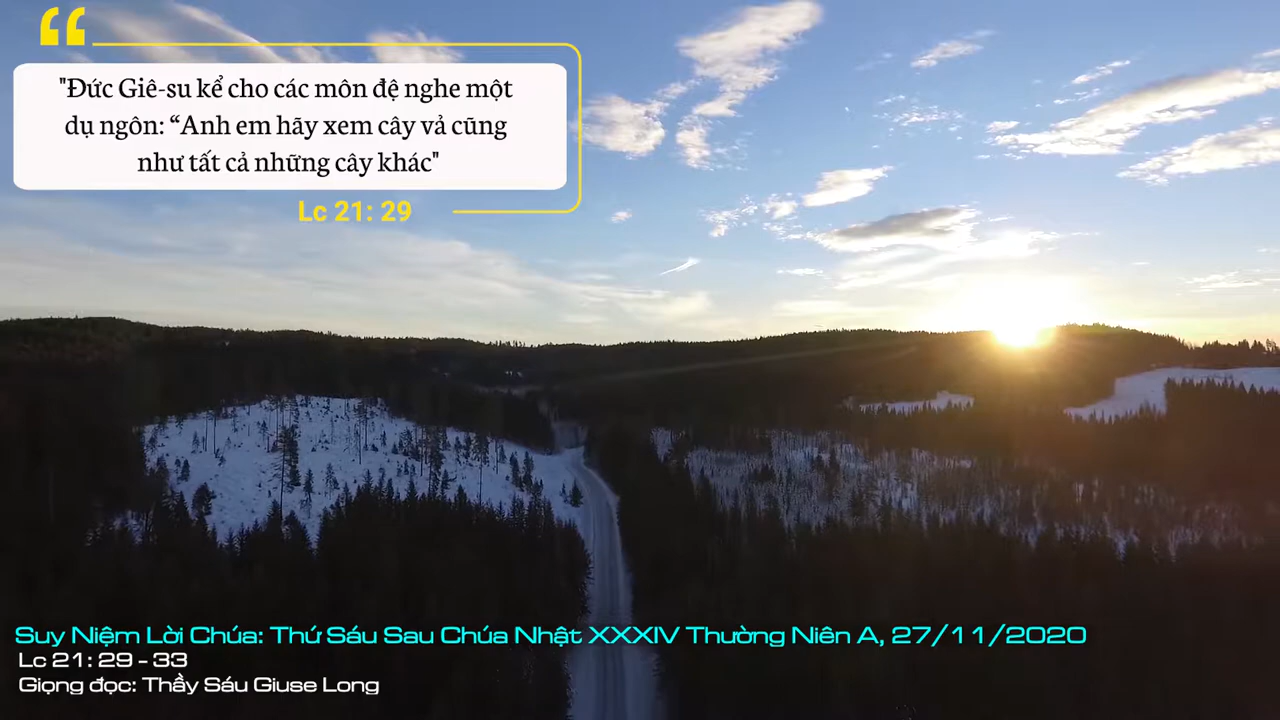 "Đức Giê-su kể cho các môn đệ nghe một
dụ ngôn: “Anh em hãy xem cây vả cũng
như tất cả những cây khác"
Lc 21: 29
Suy Niệm Lời Chúa: Thứ Sáu Sau Chúa Nhật XXXIV Thường Niên A, 27/11/2020
Lc 21: 29 - 33
Giọng đọc: Thầy Sáu Giuse Long